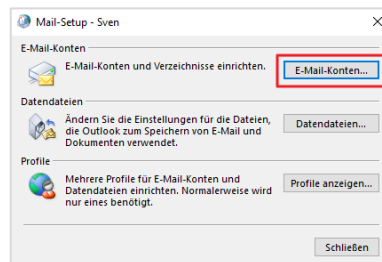 Mail-Setup - Sven
E-Mail-Konten
E-Mail-Konten und Verzeichnisse einrichten.
E-Mail-Konten...
Datendateien
Ändern Sie die Einstellungen für die Dateien,
die Outlook zum Speichern von E-Mail und
Dokumenten verwendet.
Datendateien...
Profile
Mehrere Profile für E-Mail-Konten und
Datendateien einrichten. Normalerweise wird
nur eines benötigt.
Profile anzeigen...
Schließen